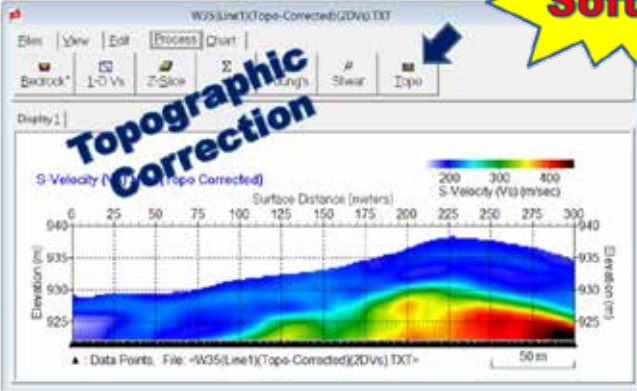 W35(Line1)(Topo-Corrected)(2DVs).TXT
Soft
Files View Edit Process Chart
Bedrock* 1-D Vs Z-Slice Σ Young's Shear Topo
Display 1
Topographic
Correction
S-Velocity (Topo Corrected)
200 300 400
S-Velocity (Vs) (m/sec)
Surface Distance (meters)
0 25 50 75 100 125 150 175 200 225 250 275 300
940 940
935 935
930 930
925 925
Elevation (m) Elevation (m)
▲ : Data Points, File: <W35(Line1)(Topo-Corrected)(2DVs).TXT>
50 m